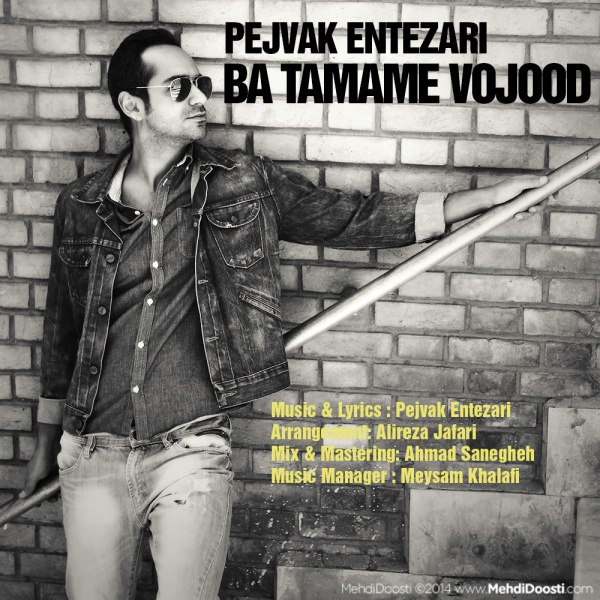 PEJVAK ENTEZARI
BA TAMAME VOJOOD
Music & Lyrics : Pejvak Entezari
Arrangement: Alireza Jafari
Mix & Mastering: Ahmad Sanegheh
Music Manager : Meysam Khalafi
MehdiDoosti ©2014 www.MehdiDoosti.com